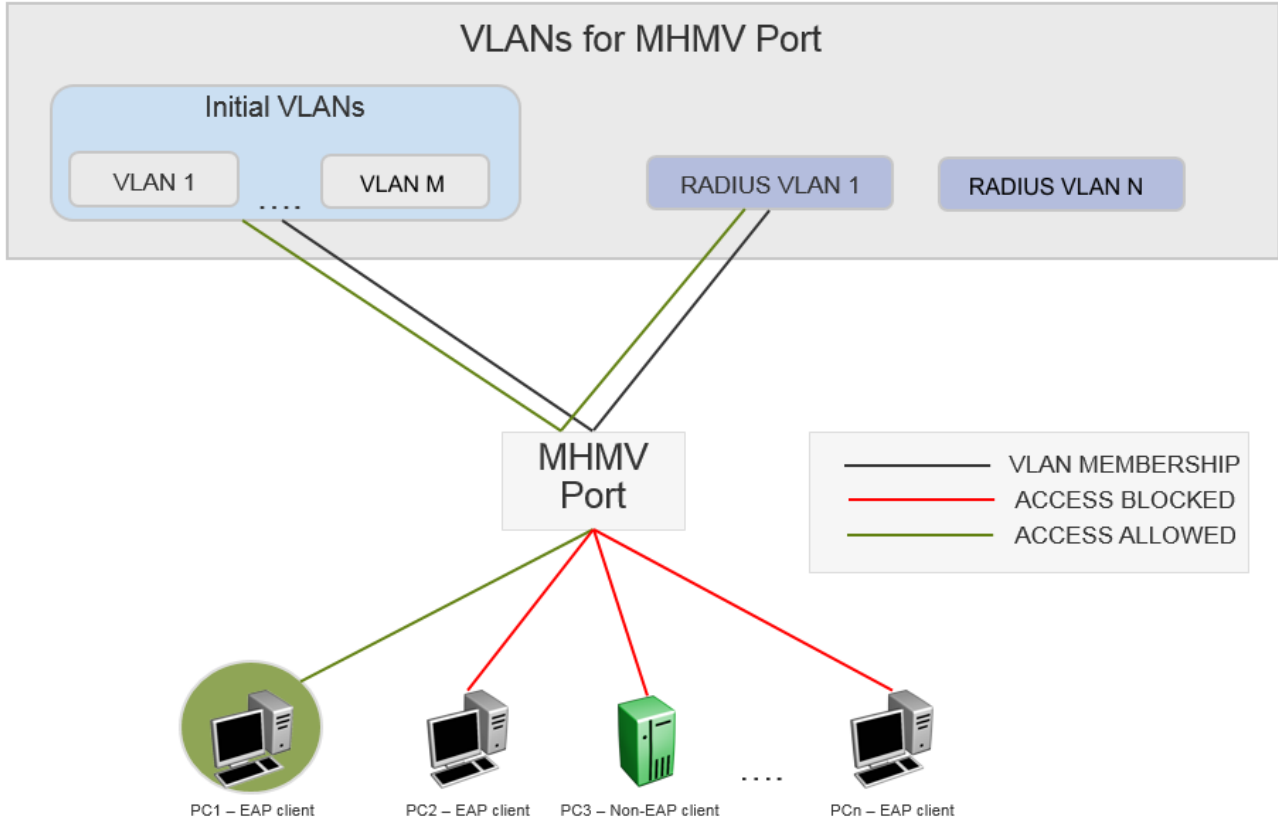 VLANs for MHMV Port
Initial VLANs
VLAN 1
....
VLAN M
RADIUS VLAN 1
RADIUS VLAN N
MHMV
Port
VLAN MEMBERSHIP
ACCESS BLOCKED
ACCESS ALLOWED
....
PC1 – EAP client
PC2 – EAP client
PC3 – Non-EAP client
PCn – EAP client